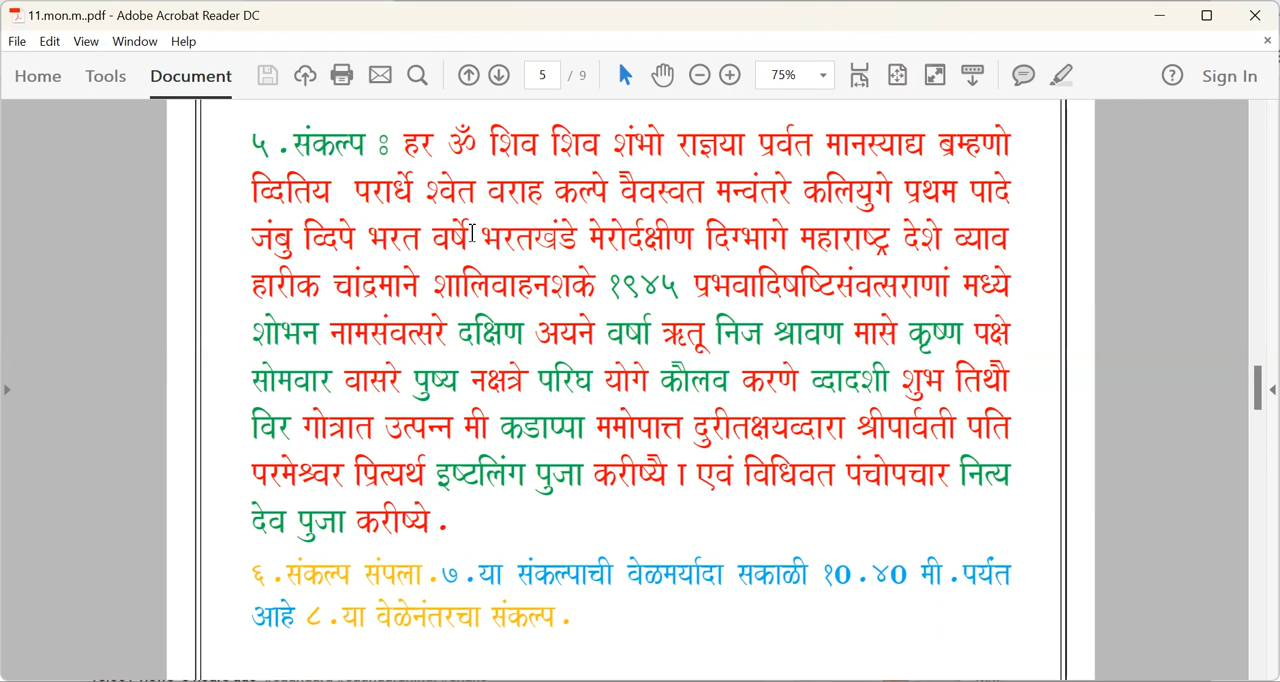 11.mon.m..pdf - Adobe Acrobat Reader DC
File Edit View Window Help
Home Tools Document 5 / 9 75% Sign In
५.संकल्प ः हर ॐ शिव शिव शंभो राज्ञया प्रर्वत मानस्याद्य ब्रम्हणो
व्दितिय परार्धे श्वेत वराह कल्पे वैवस्वत मन्वंतरे कलियुगे प्रथम पादे
जंबु व्दिपे भरत वर्षे भरतखंडे मेरोर्दक्षीण दिग्भागे महाराष्ट्र देशे व्याव
हारीक चांद्रमाने शालिवाहनशके १९४५ प्रभवादिषष्टिसंवत्सराणां मध्ये
शोभन नामसंवत्सरे दक्षिण अयने वर्षा ऋतू निज श्रावण मासे कृष्ण पक्षे
सोमवार वासरे पुष्य नक्षत्रे परिघ योगे कौलव करणे व्दादशी शुभ तिथौ
विर गोत्रात उत्पन्न मी कडाप्पा ममोपात्त दुरीतक्षयव्दारा श्रीपार्वती पति
परमेश्र्वर प्रित्यर्थ इष्टलिंग पुजा करीष्यै । एवं विधिवत पंचोपचार नित्य
देव पुजा करीष्ये .
६.संकल्प संपला.७.या संकल्पाची वेळमर्यादा सकाळी १0.४0 मी.पर्यंत
आहे ८.या वेळेनंतरचा संकल्प.